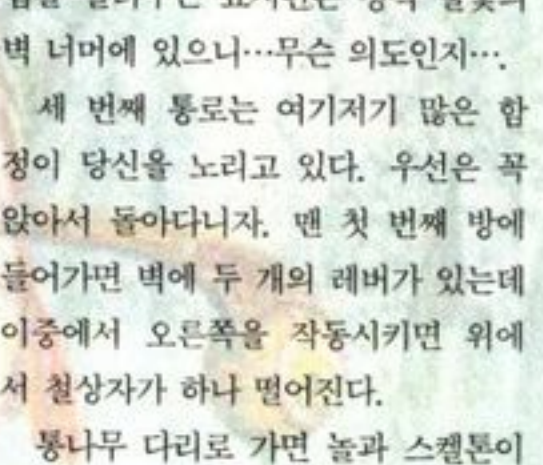 벽 너머에 있으니…무슨 의도인지….
세 번째 통로는 여기저기 많은 함
정이 당신을 노리고 있다. 우선은 꼭
앉아서 돌아다니자. 맨 첫 번째 방에
들어가면 벽에 두 개의 레버가 있는데
이중에서 오른쪽을 작동시키면 위에
서 철상자가 하나 떨어진다.
통나무 다리로 가면 놀과 스켈톤이